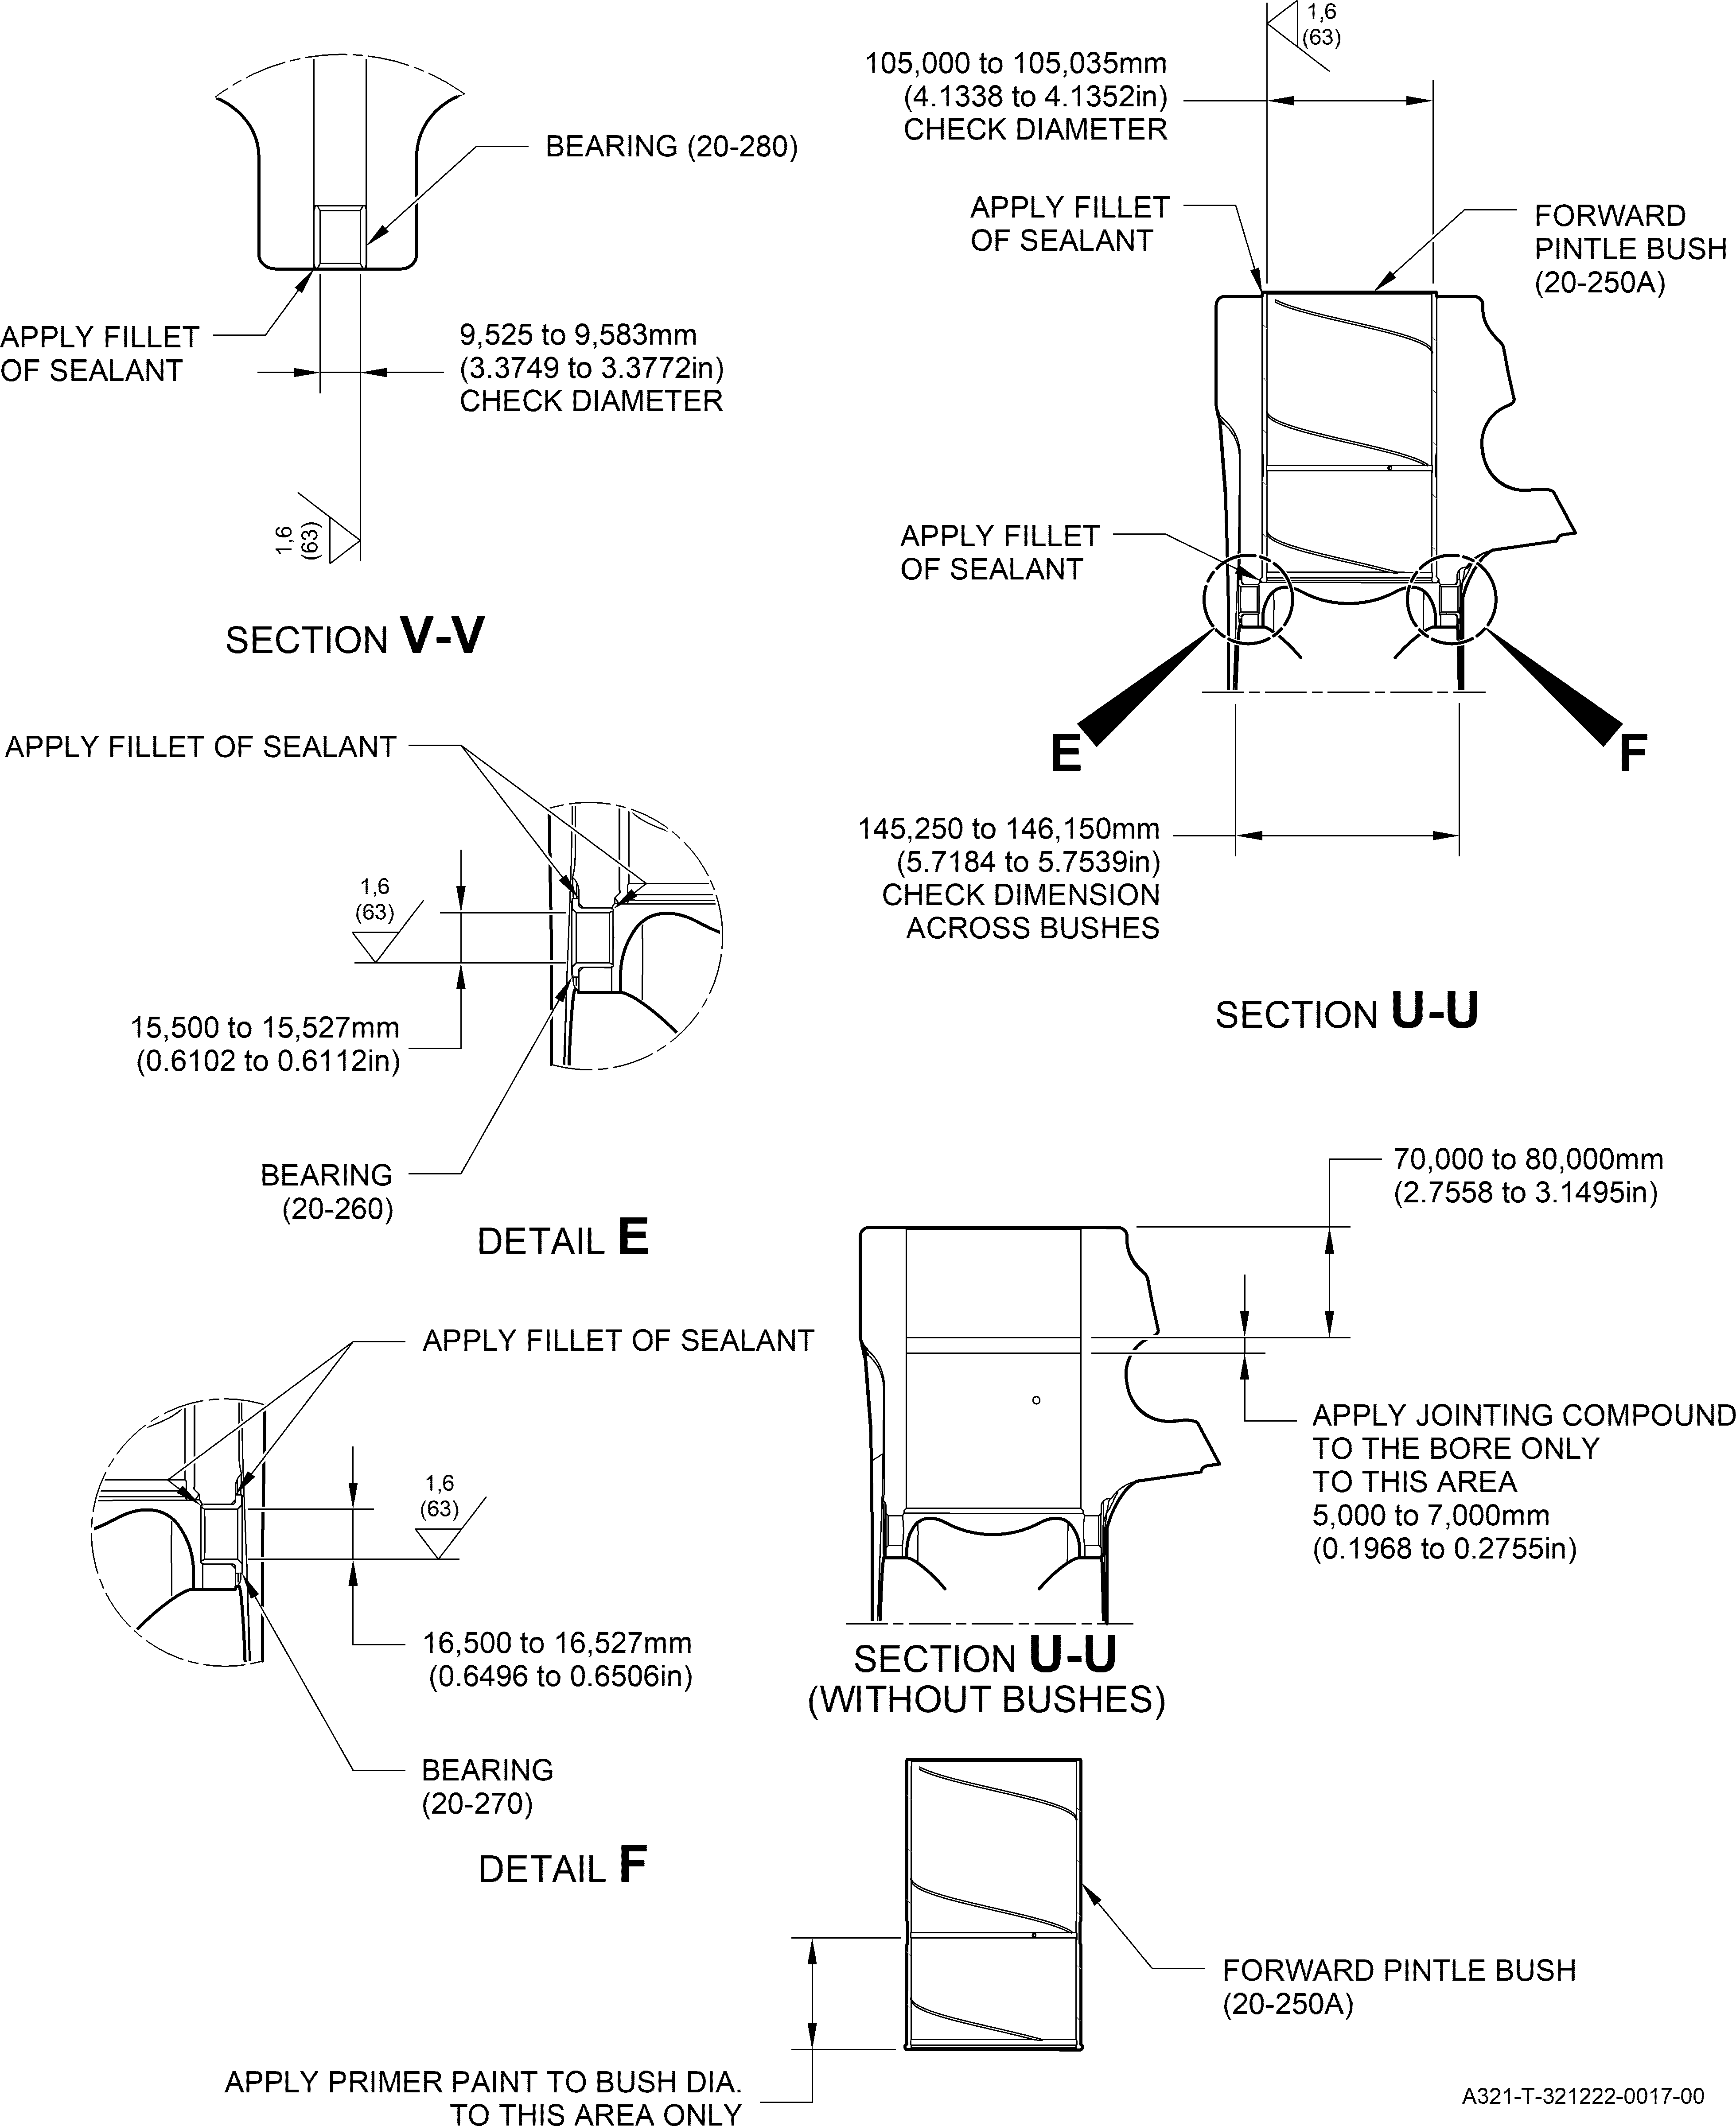 BEARING (20-280)
APPLY FILLET
OF SEALANT
9,525 to 9,583mm
(3.3749 to 3.3772in)
CHECK DIAMETER
1,6
(63)
SECTION V-V
1,6
(63)
105,000 to 105,035mm
(4.1338 to 4.1352in)
CHECK DIAMETER
APPLY FILLET
OF SEALANT
FORWARD
PINTLE BUSH
(20-250A)
APPLY FILLET
OF SEALANT
E
F
145,250 to 146,150mm
(5.7184 to 5.7539in)
CHECK DIMENSION
ACROSS BUSHES
SECTION U-U
APPLY FILLET OF SEALANT
1,6
(63)
15,500 to 15,527mm
(0.6102 to 0.6112in)
BEARING
(20-260)
DETAIL E
70,000 to 80,000mm
(2.7558 to 3.1495in)
APPLY JOINTING COMPOUND
TO THE BORE ONLY
TO THIS AREA
5,000 to 7,000mm
(0.1968 to 0.2755in)
SECTION U-U
(WITHOUT BUSHES)
APPLY FILLET OF SEALANT
1,6
(63)
16,500 to 16,527mm
(0.6496 to 0.6506in)
BEARING
(20-270)
DETAIL F
FORWARD PINTLE BUSH
(20-250A)
APPLY PRIMER PAINT TO BUSH DIA.
TO THIS AREA ONLY
A321-T-321222-0017-00